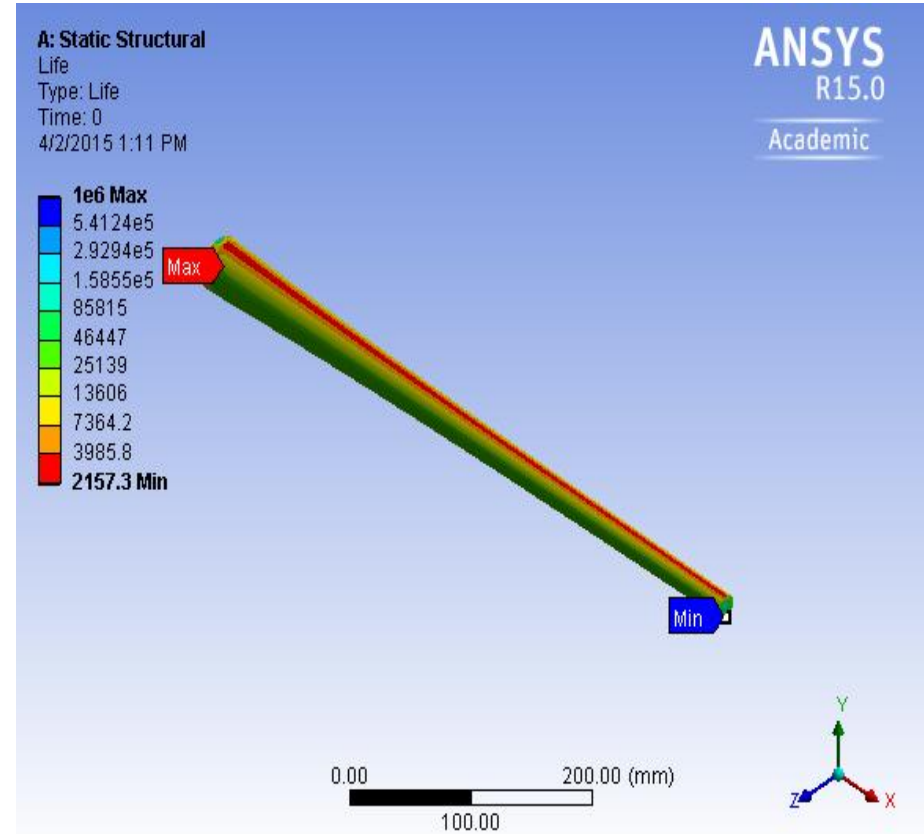 A: Static Structural
Life
Type: Life
Time: 0
4/2/2015 1:11 PM
ANSYS
R15.0
Academic
1e6 Max
5.4124e5
2.9294e5
1.5855e5
85815
46447
25139
13606
7364.2
3985.8
2157.3 Min
Max
Min
0.00
200.00 (mm)
100.00
Y
Z
X